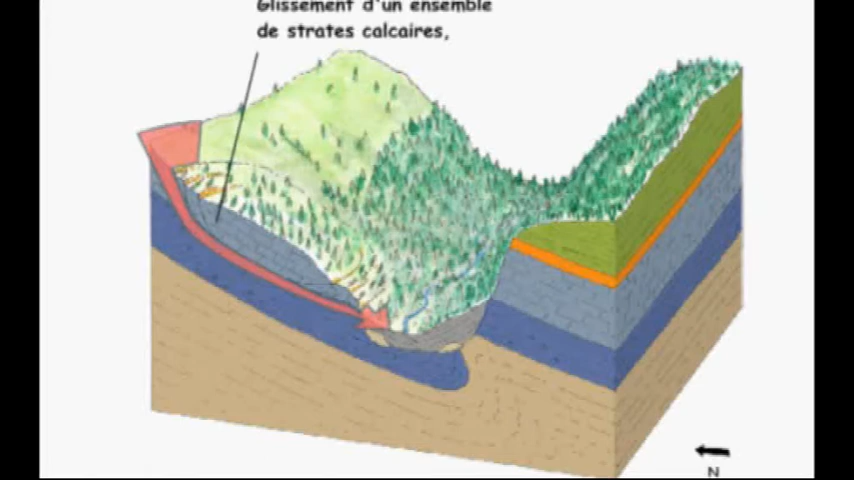 Glissement d'un ensemble
de strates calcaires,
N